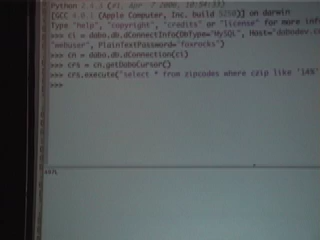 Python 2.4.3 (#1, Apr 7 2006, 10:54:33)
[GCC 4.0.1 (Apple Computer, Inc. build 5250)] on darwin
Type "help", "copyright", "credits" or "license" for more info
>>> ci = dabo.db.dConnectInfo(DbType="MySQL", Host="dabodev.c
"webuser", PlainTextPassword="foxrocks")
>>> cn = dabo.db.dConnection(ci)
>>> crs = cn.getDaboCursor()
>>> crs.execute("select * from zipcodes where czip like '148%
>>>